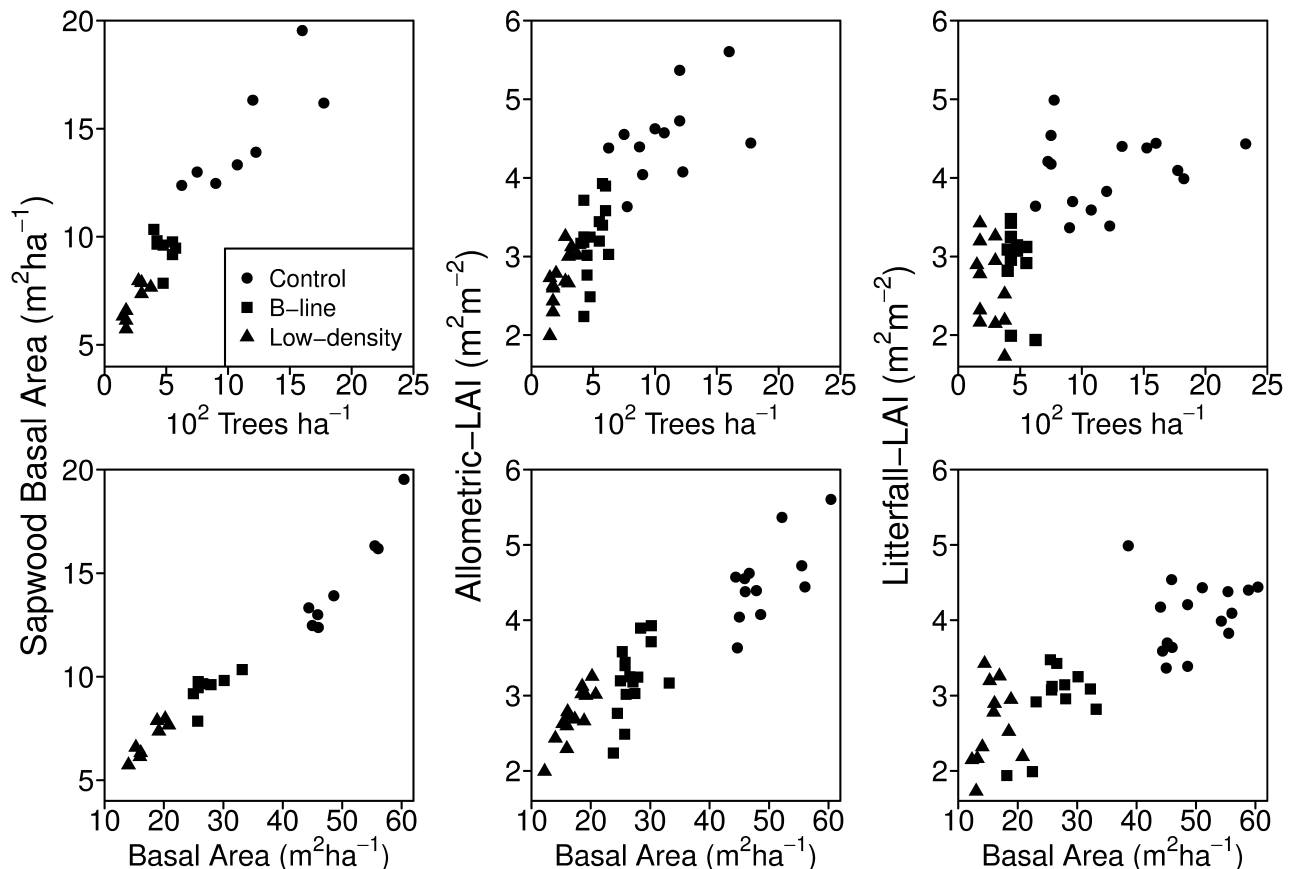 Sapwood Basal Area (m²ha⁻¹)
20
15
10
5
0 5 10 15 20 25
10² Trees ha⁻¹
Control
B−line
Low−density
20
15
10
5
10 20 30 40 50 60
Basal Area (m²ha⁻¹)
Allometric−LAI (m²m⁻²)
6
5
4
3
2
0 5 10 15 20 25
10² Trees ha⁻¹
6
5
4
3
2
10 20 30 40 50 60
Basal Area (m²ha⁻¹)
Litterfall−LAI (m²m⁻²)
6
5
4
3
2
0 5 10 15 20 25
10² Trees ha⁻¹
6
5
4
3
2
10 20 30 40 50 60
Basal Area (m²ha⁻¹)